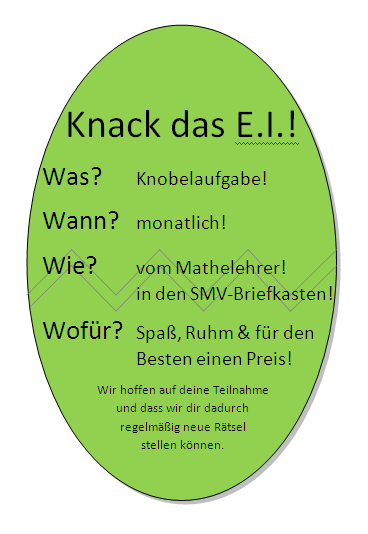 Knack das E.I.!
Was? Knobelaufgabe!
Wann? monatlich!
Wie? vom Mathelehrer!
in den SMV-Briefkasten!
Wofür? Spaß, Ruhm & für den
Besten einen Preis!
Wir hoffen auf deine Teilnahme
und dass wir dir dadurch
regelmäßig neue Rätsel
stellen können.